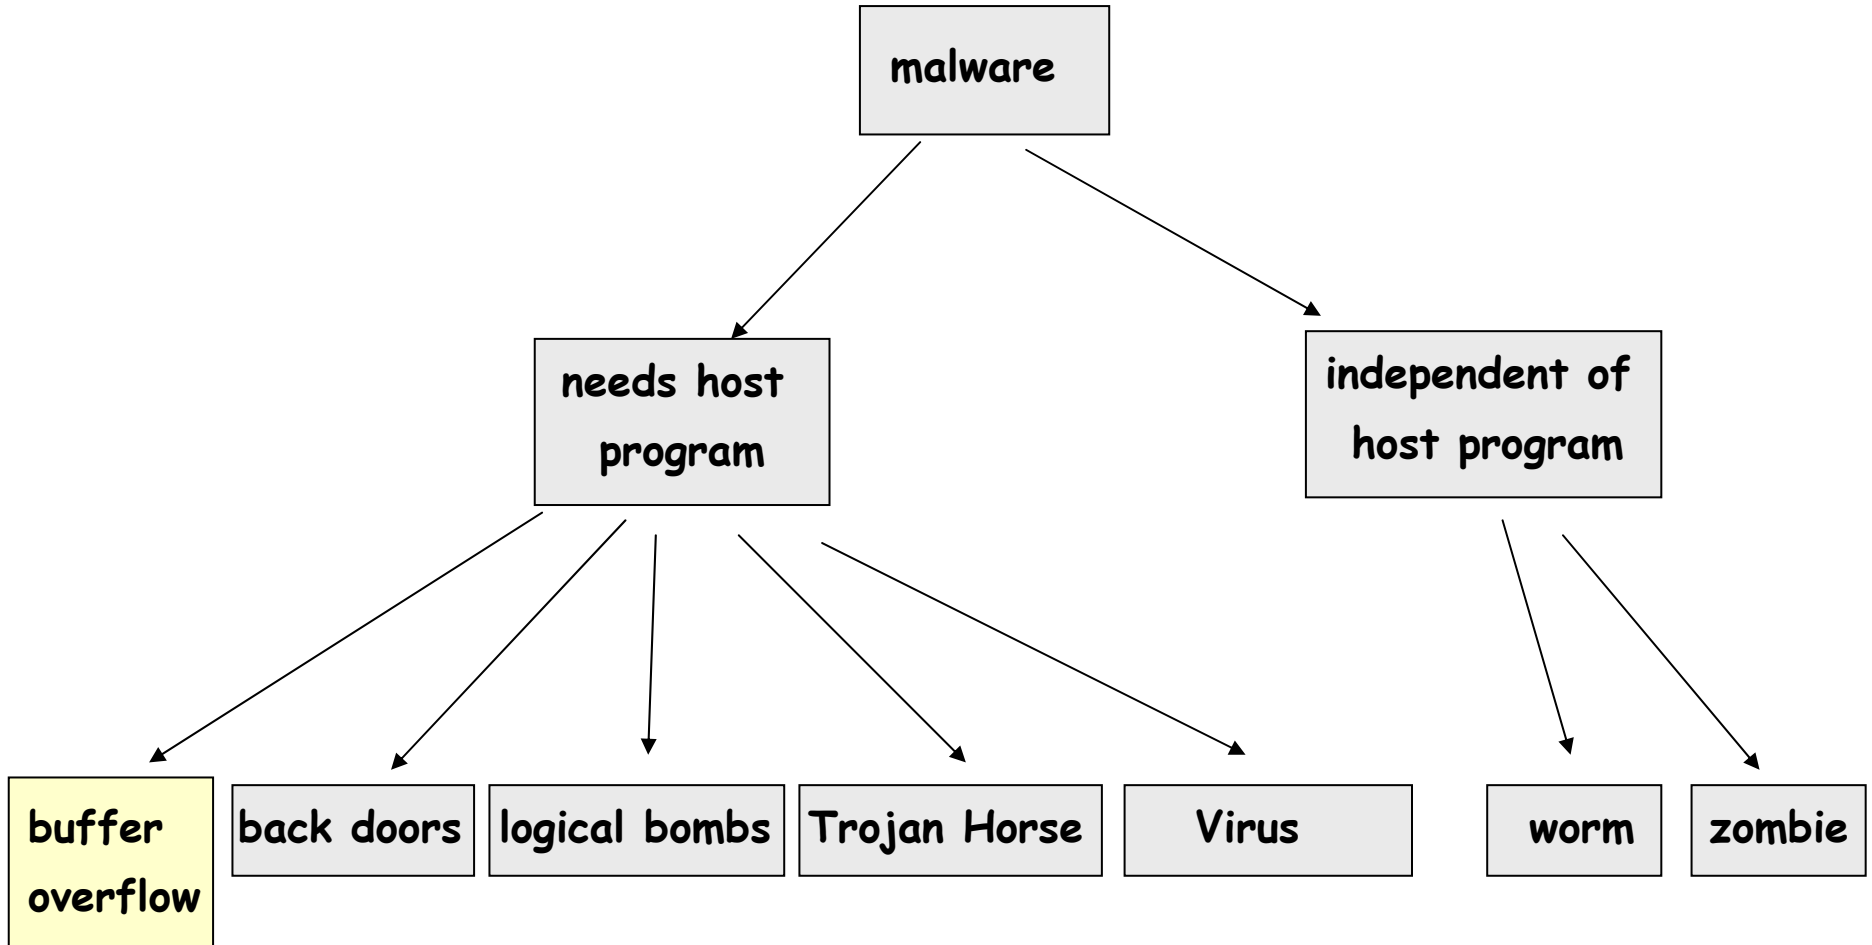 malware
needs host
program
independent of
host program
buffer
overflow
back doors
logical bombs
Trojan Horse
Virus
worm
zombie